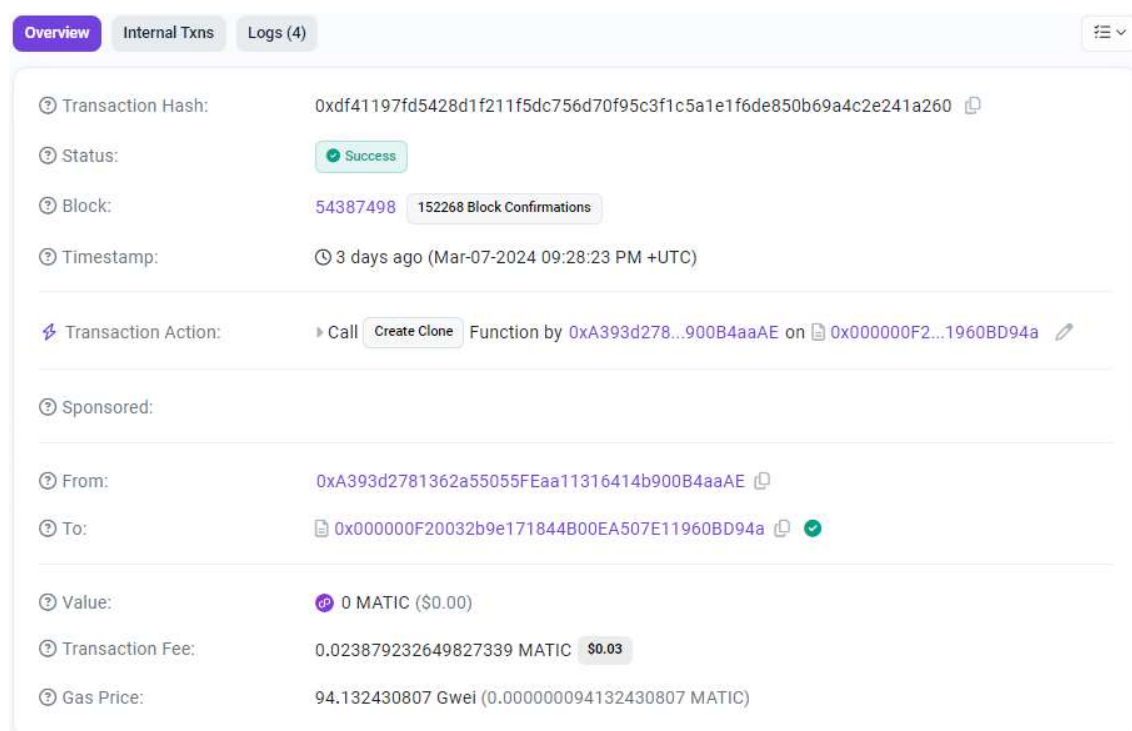 Overview Internal Txns Logs (4)
Transaction Hash: 0xdf41197fd5428d1f211f5dc756d70f95c3f1c5a1e1f6de850b69a4c2e241a260
Status: Success
Block: 54387498 152268 Block Confirmations
Timestamp: 3 days ago (Mar-07-2024 09:28:23 PM +UTC)
Transaction Action: Call Create Clone Function by 0xA393d278...900B4aaAE on 0x000000F2...1960BD94a
Sponsored:
From: 0xA393d2781362a55055FEaa11316414b900B4aaAE
To: 0x000000F20032b9e171844B00EA507E11960BD94a
Value: 0 MATIC ($0.00)
Transaction Fee: 0.023879232649827339 MATIC $0.03
Gas Price: 94.132430807 Gwei (0.000000094132430807 MATIC)